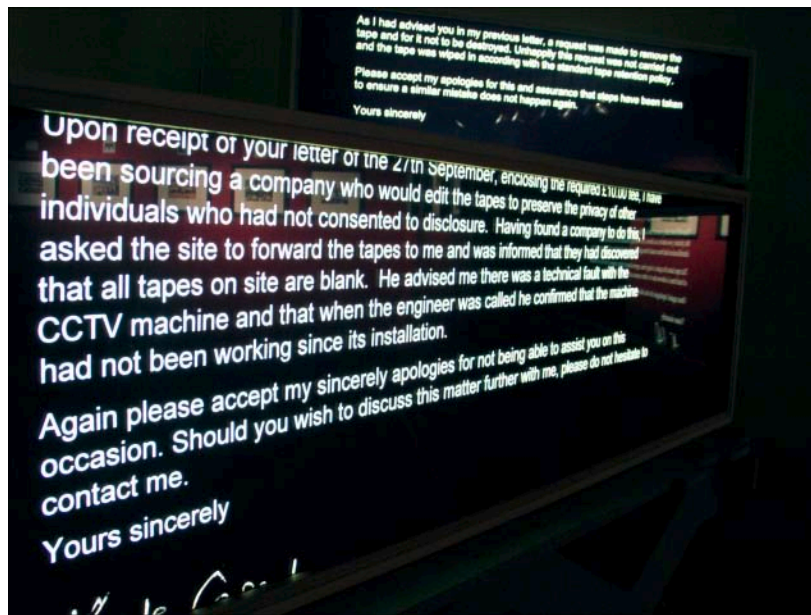 As I had advised you in my previous letter, a request was made to remove the
tape and for it not to be destroyed. Unhappily this request was not carried out
and the tape was wiped in according with the standard tape retention policy.
Please accept my apologies for this and assurance that steps have been taken
to ensure a similar mistake does not happen again.
Yours sincerely
Upon receipt of your letter of the 27th September, enclosing the required £10.00 fee, I have
been sourcing a company who would edit the tapes to preserve the privacy of other
individuals who had not consented to disclosure. Having found a company to do this, I
asked the site to forward the tapes to me and was informed that they had discovered
that all tapes on site are blank. He advised me there was a technical fault with the
CCTV machine and that when the engineer was called he confirmed that the machine
had not been working since its installation.
Again please accept my sincerely apologies for not being able to assist you on this
occasion. Should you wish to discuss this matter further with me, please do not hesitate to
contact me.
Yours sincerely